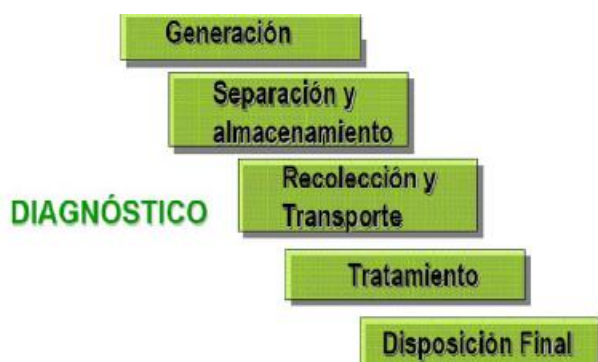 Generación
Separación y
almacenamiento
Recolección y
DIAGNÓSTICO
Transporte
Tratamiento
Disposición Final